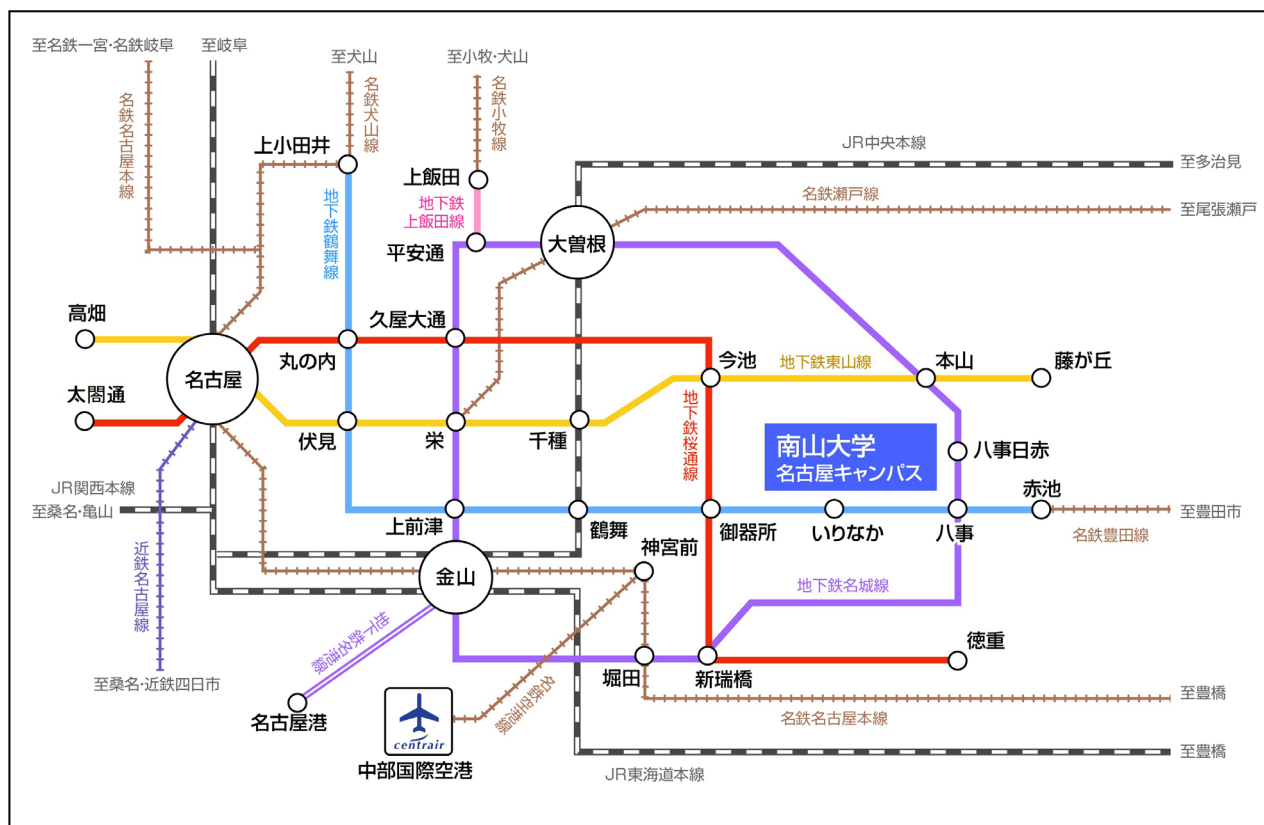 至名鉄一宮・名鉄岐阜
至岐阜
至犬山
至小牧・犬山
名鉄名古屋本線
名鉄犬山線
名鉄小牧線
上小田井
JR中央本線
至多治見
上飯田
地下鉄
上飯田線
名鉄瀬戸線
至尾張瀬戸
地下鉄鶴舞線
平安通
大曽根
高畑
久屋大通
丸の内
名古屋
今池
地下鉄東山線
本山
藤が丘
太閤通
伏見
栄
千種
地下鉄桜通線
南山大学
名古屋キャンパス
八事日赤
JR関西本線
至桑名・亀山
上前津
鶴舞
御器所
いりなか
八事
赤池
至豊田市
名鉄豊田線
神宮前
近鉄名古屋線
金山
地下鉄名城線
地下鉄名港線
徳重
至桑名・近鉄四日市
堀田
新瑞橋
名古屋港
名鉄空港線
至豊橋
名鉄名古屋本線
centrair
中部国際空港
JR東海道本線
至豊橋